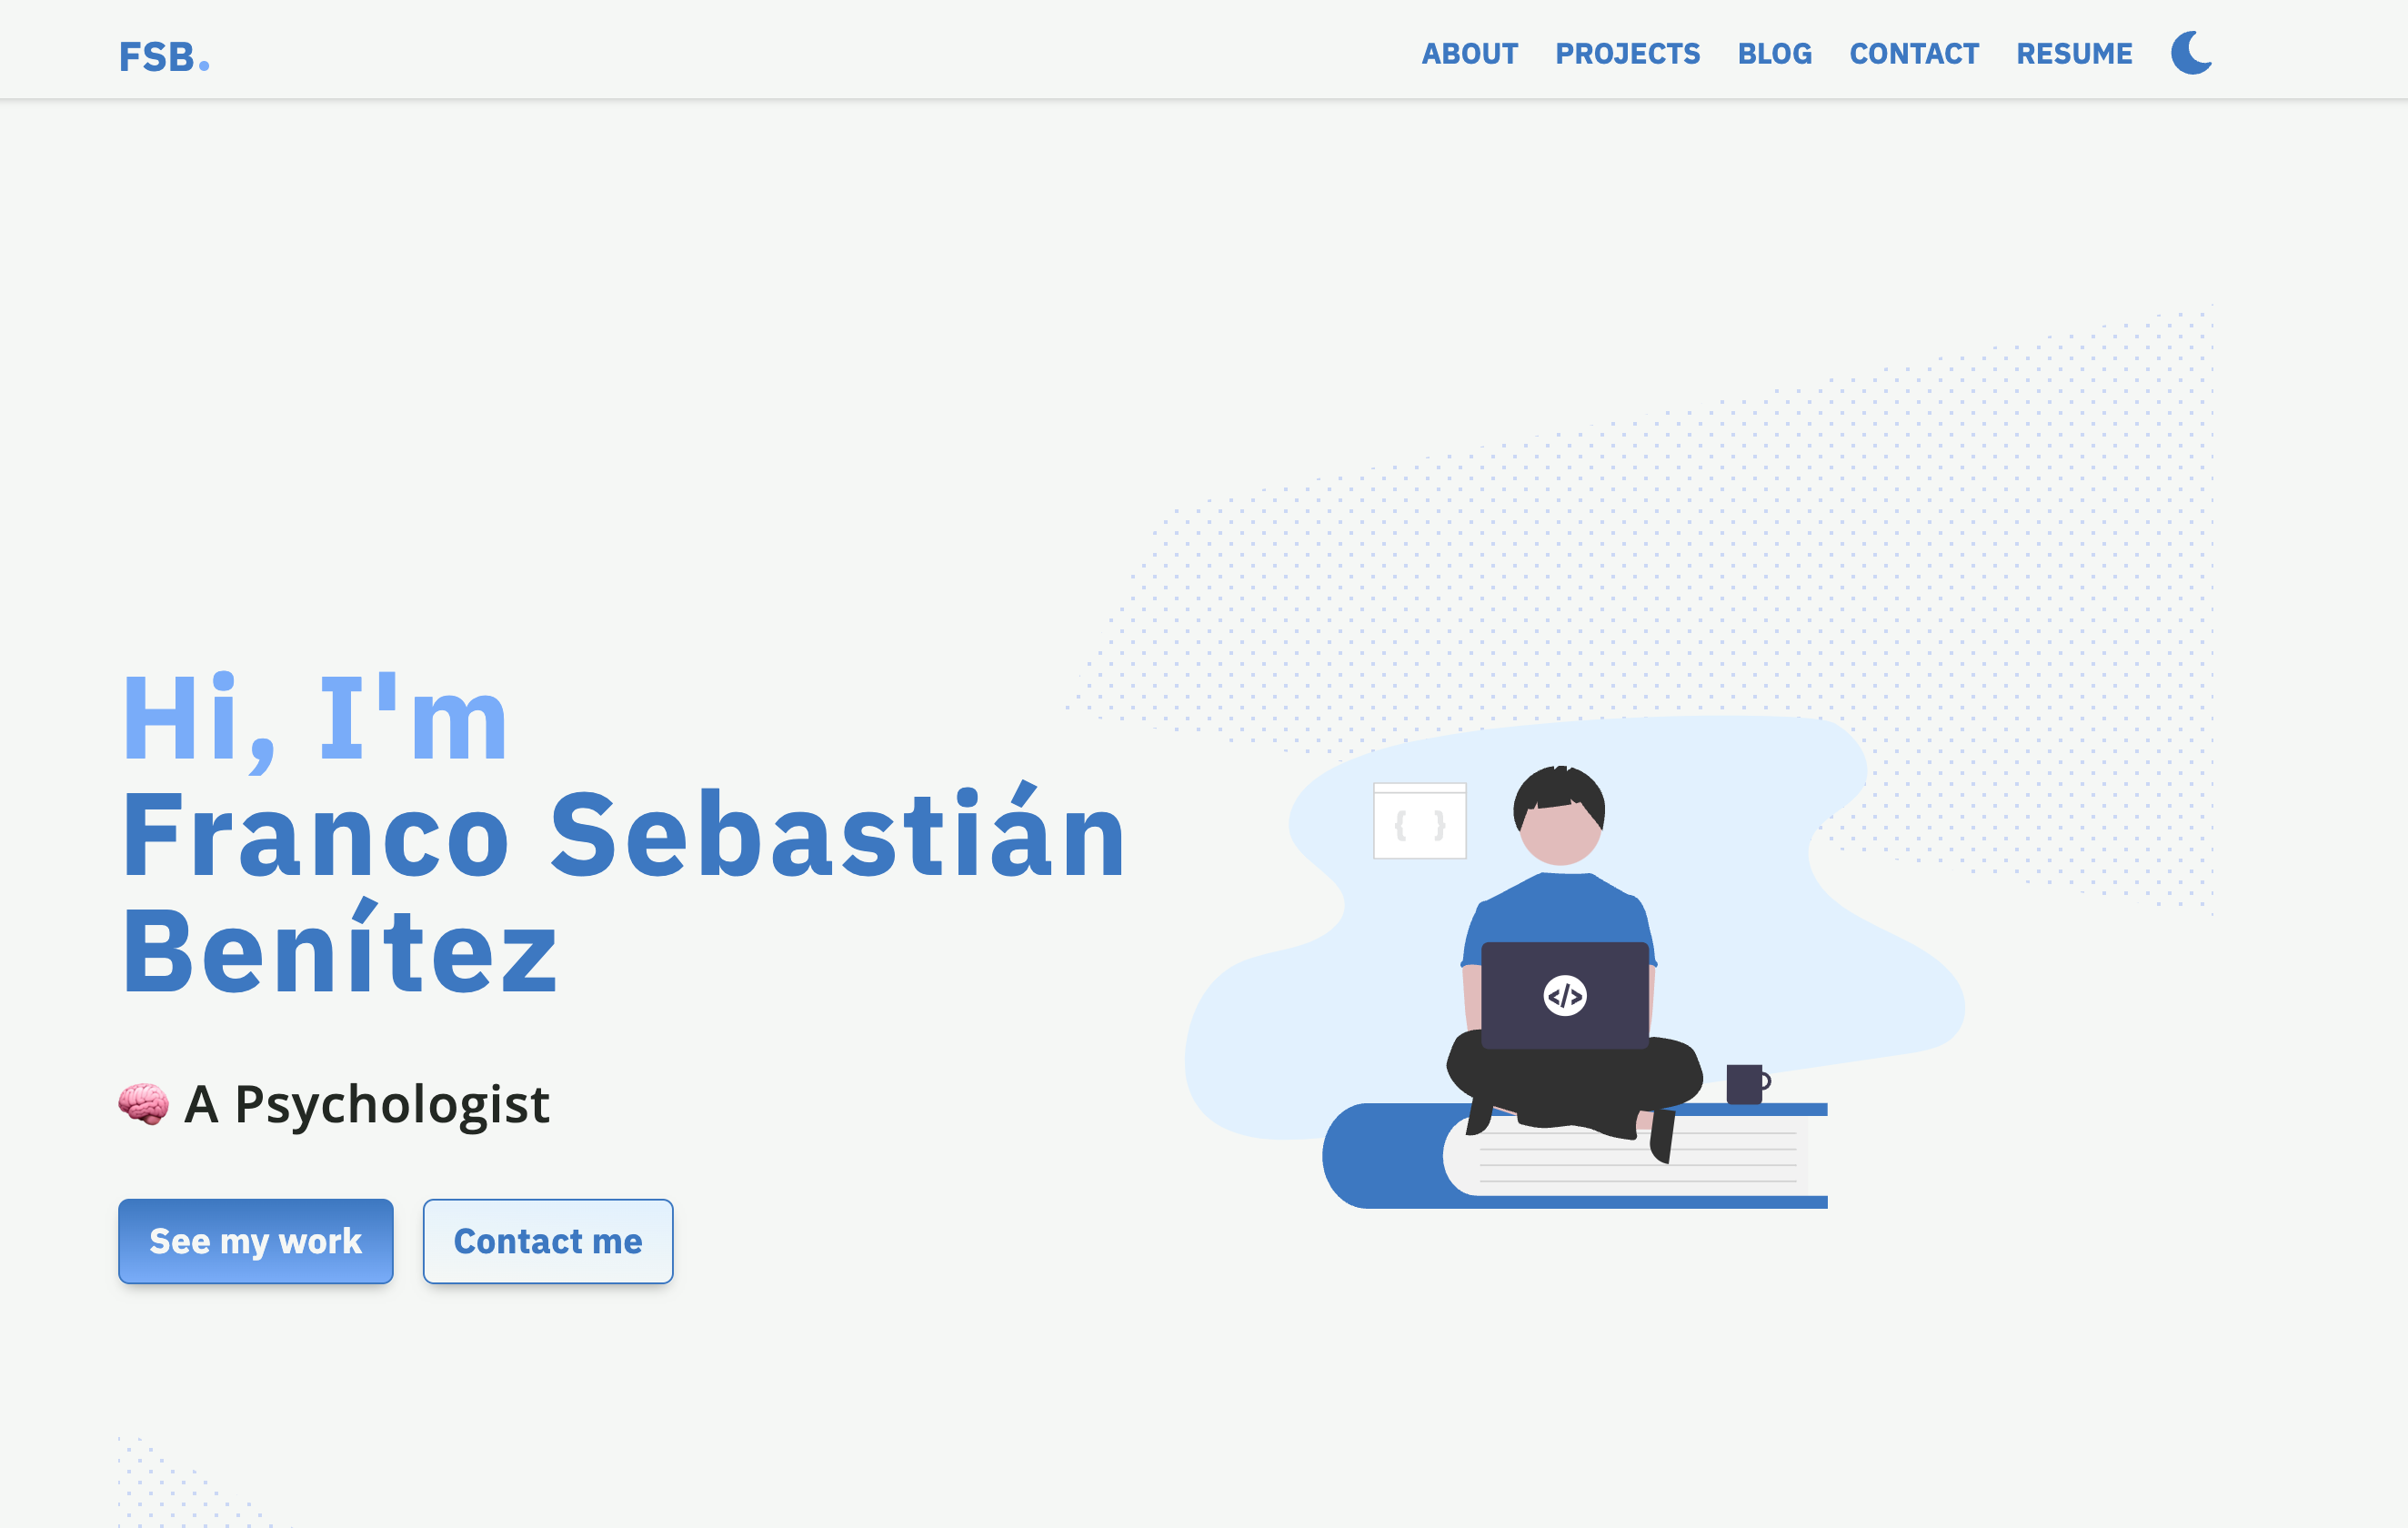 FSB.
ABOUT PROJECTS BLOG CONTACT RESUME
Hi, I'm
Franco Sebastián
Benítez
{ }
</>
🧠 A Psychologist
See my work Contact me